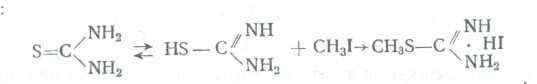 :
S=C NH₂ NH₂ ⇄ HS—C NH NH₂ + CH₃I→CH₃S—C NH NH₂ · HI